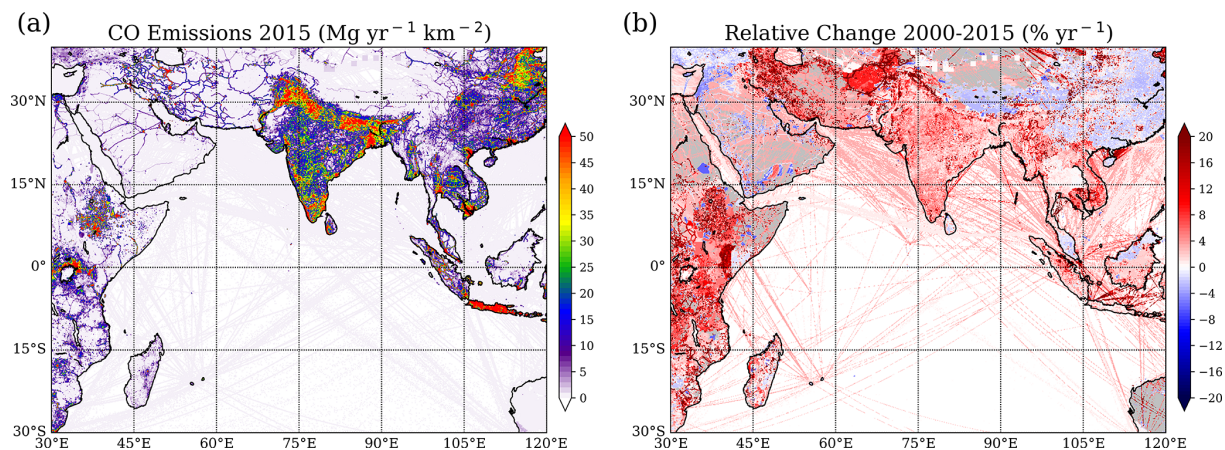 (a)
CO Emissions 2015 (Mg yr⁻¹ km⁻²)
30°N
15°N
0°
15°S
30°S
30°E 45°E 60°E 75°E 90°E 105°E 120°E
50
45
40
35
30
25
20
15
10
5
0
(b)
Relative Change 2000-2015 (% yr⁻¹)
30°N
15°N
0°
15°S
30°S
30°E 45°E 60°E 75°E 90°E 105°E 120°E
20
16
12
8
4
0
−4
−8
−12
−16
−20